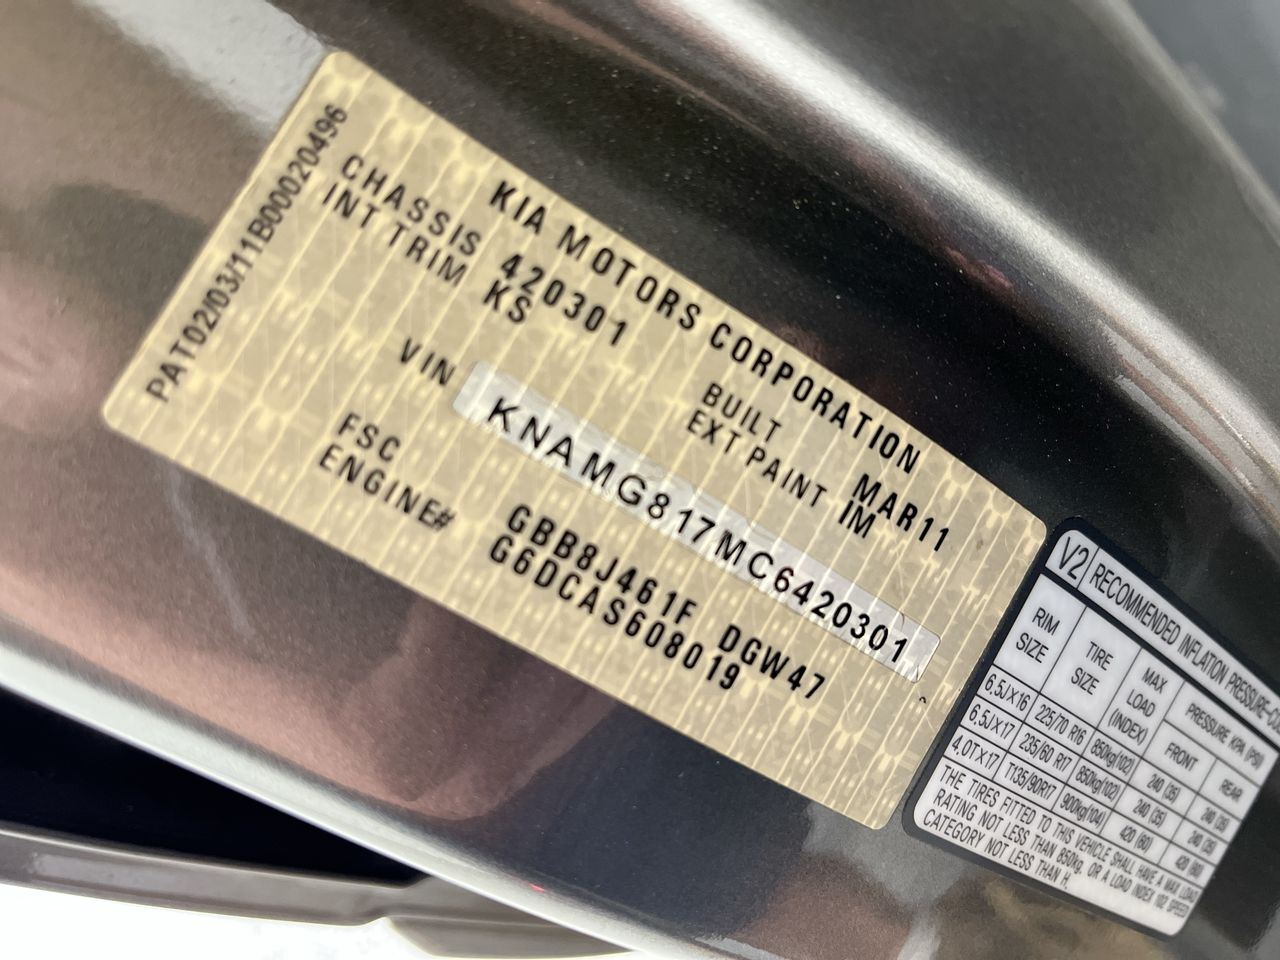 KIA MOTORS CORPORATION
CHASSIS 420301 BUILT MAR11
INT TRIM KS EXT PAINT IM
VIN KNAMG817MC6420301
FSC GBB8J461F DGW47
ENGINE# G6DCAS608019
PAT02/03/11B00020496
V2 RECOMMENDED INFLATION PRESSURE-CO
RIM SIZE TIRE SIZE MAX LOAD (INDEX) PRESSURE KPA (PSI)
FRONT REAR
6.5JX16 225/70 R16 850kg(102) 240 (35) 240 (35)
6.5JX17 235/60 R17 850kg(102) 240 (35) 240 (35)
4.0TX17 T135/90R17 900kg(104) 420 (60) 420 (60)
THE TIRES FITTED TO THIS VEHICLE SHALL HAVE A MAX LOAD
RATING NOT LESS THAN 850kg. OR A LOAD INDEX 102 SPEED
CATEGORY NOT LESS THAN H.